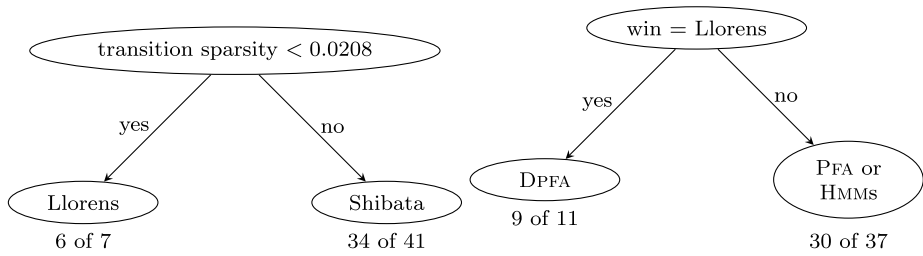 transition sparsity < 0.0208
yes
no
Llorens
Shibata
6 of 7
34 of 41
win = Llorens
yes
no
DPFA
PFA or
HMMs
9 of 11
30 of 37